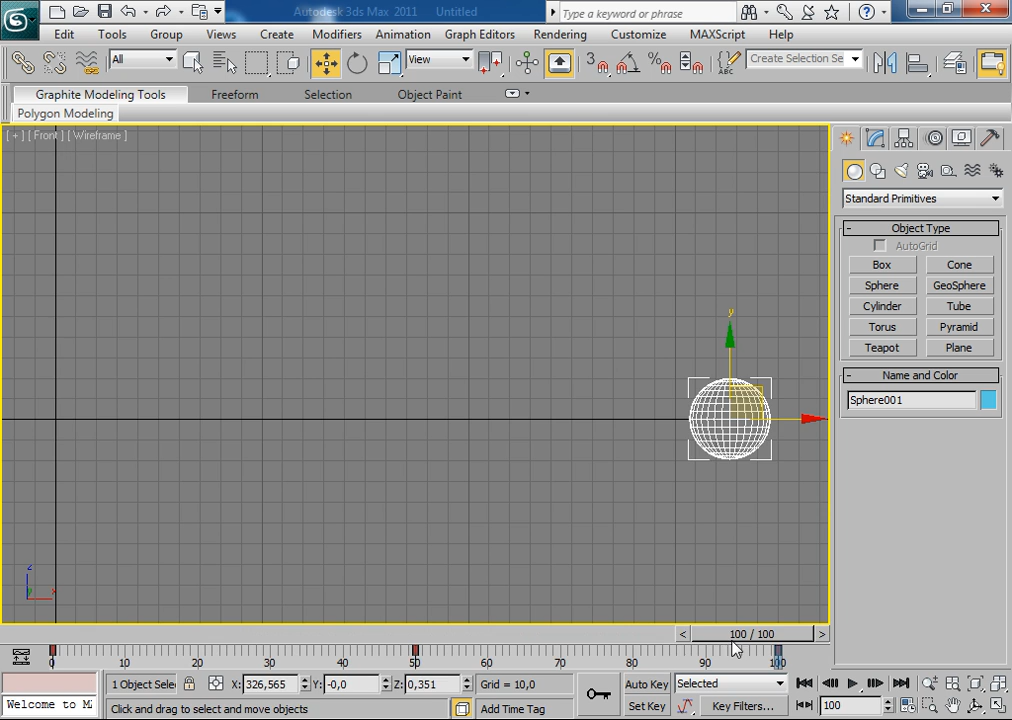 Autodesk 3ds Max 2011 Untitled
Type a keyword or phrase
Edit Tools Group Views Create Modifiers Animation Graph Editors Rendering Customize MAXScript Help
All View 3 % ABC Create Selection Se
Graphite Modeling Tools Freeform Selection Object Paint
Polygon Modeling
[ + ] [ Front ] [ Wireframe ]
Standard Primitives
- Object Type
AutoGrid
Box Cone
Sphere GeoSphere
Cylinder Tube
Torus Pyramid
Teapot Plane
- Name and Color
Sphere001
y
z
y x
< 100 / 100 >
0 10 20 30 40 50 60 70 80 90 100
1 Object Sele X: 326,565 Y: -0,0 Z: 0,351 Grid = 10,0 Auto Key Selected
Welcome to M Click and drag to select and move objects Add Time Tag Set Key Key Filters... 100